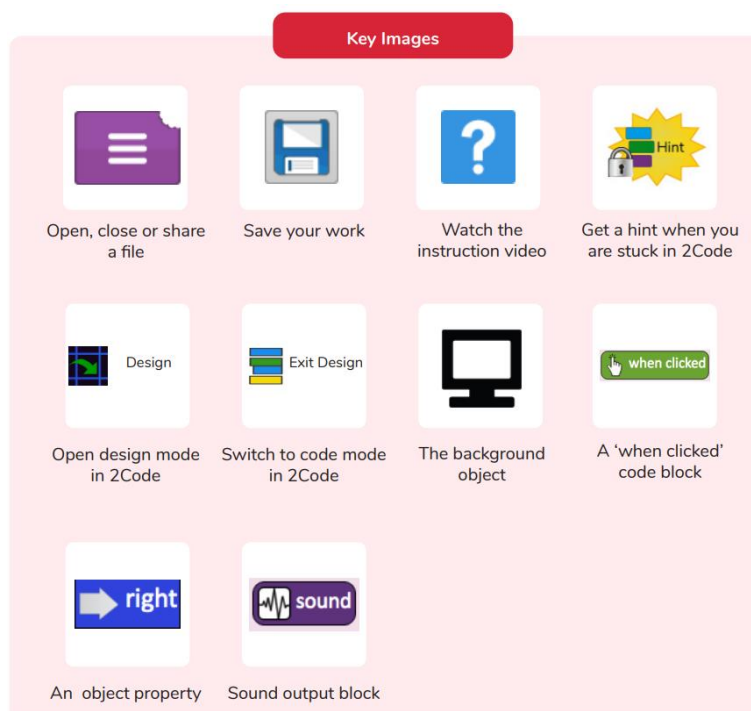 Key Images
Hint
Open, close or share
a file
Save your work
Watch the
instruction video
Get a hint when you
are stuck in 2Code
Design
Exit Design
when clicked
Open design mode
in 2Code
Switch to code mode
in 2Code
The background
object
A ‘when clicked’
code block
right
sound
An object property
Sound output block